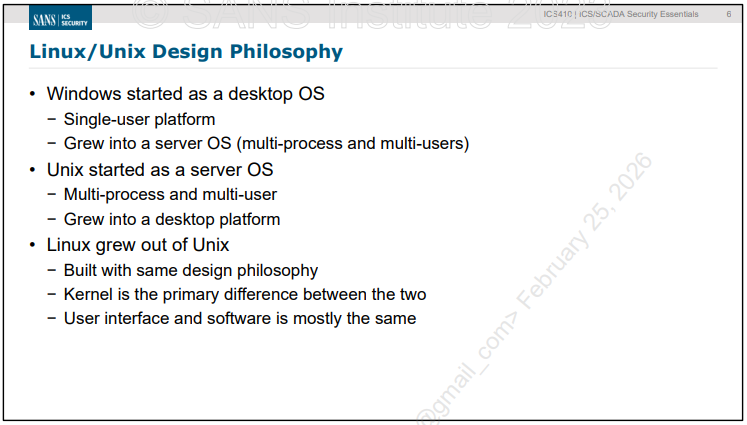 © SANS Institute 2026
SANS | ICS SECURITY
ICS410 | ICS/SCADA Security Essentials 6
Linux/Unix Design Philosophy
• Windows started as a desktop OS
– Single-user platform
– Grew into a server OS (multi-process and multi-users)
• Unix started as a server OS
– Multi-process and multi-user
– Grew into a desktop platform
• Linux grew out of Unix
– Built with same design philosophy
– Kernel is the primary difference between the two
– User interface and software is mostly the same
@gmail_com> February 25, 2026